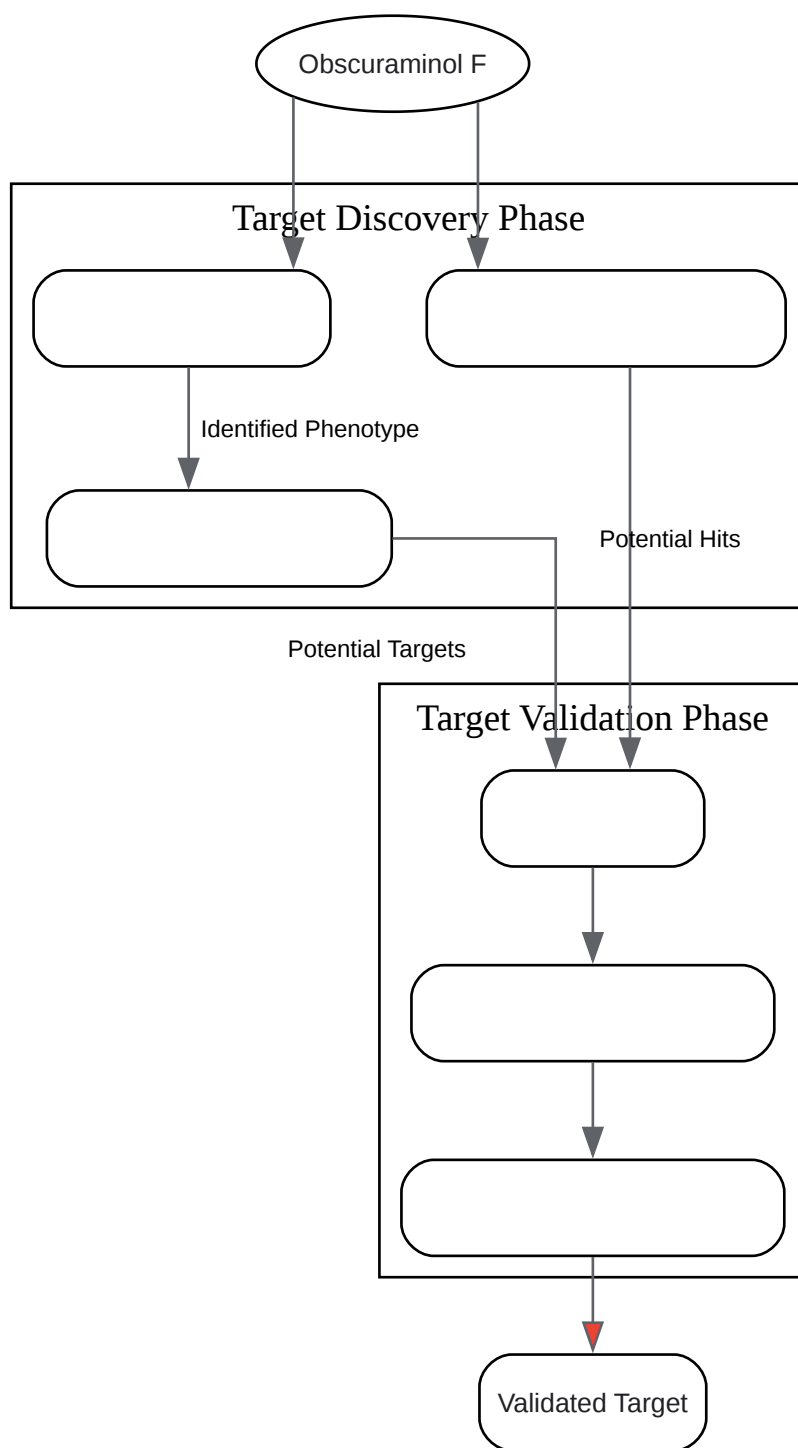 Obscuraminol F
Target Discovery Phase
Identified Phenotype
Potential Hits
Potential Targets
Target Validation Phase
Validated Target